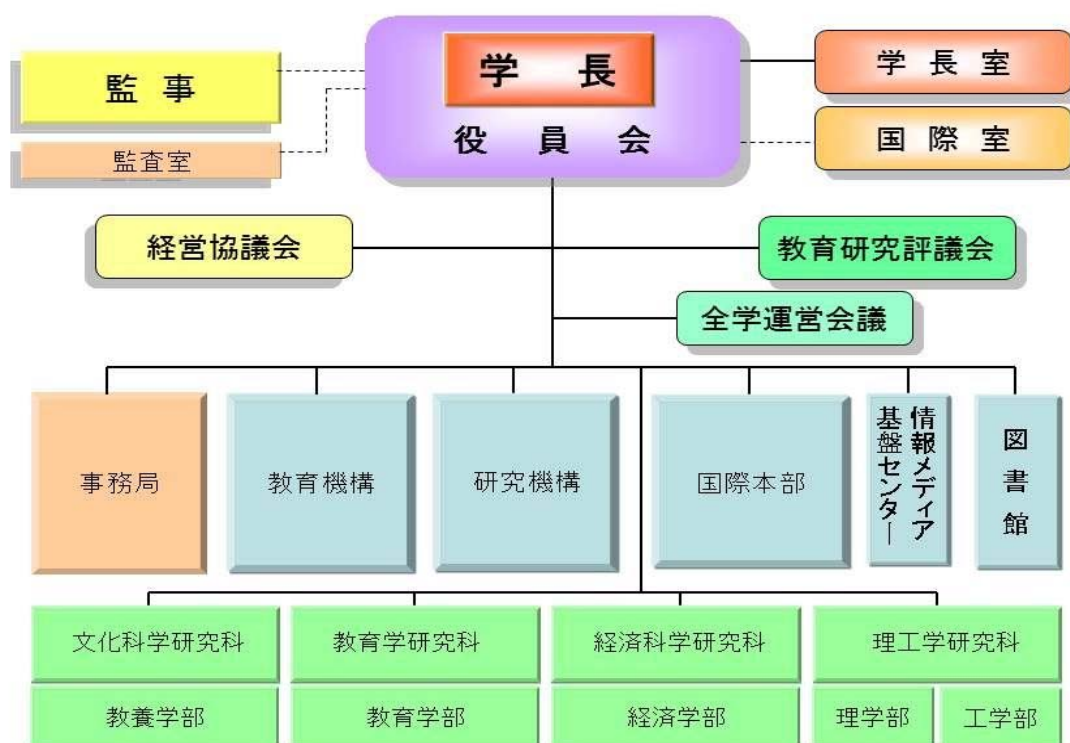 学長
役員会
監事
監査室
学長室
国際室
経営協議会
教育研究評議会
全学運営会議
事務局
教育機構
研究機構
国際本部
情報メディア
基盤センター
図書館
文化科学研究科
教育学研究科
経済科学研究科
理工学研究科
教養学部
教育学部
経済学部
理学部
工学部